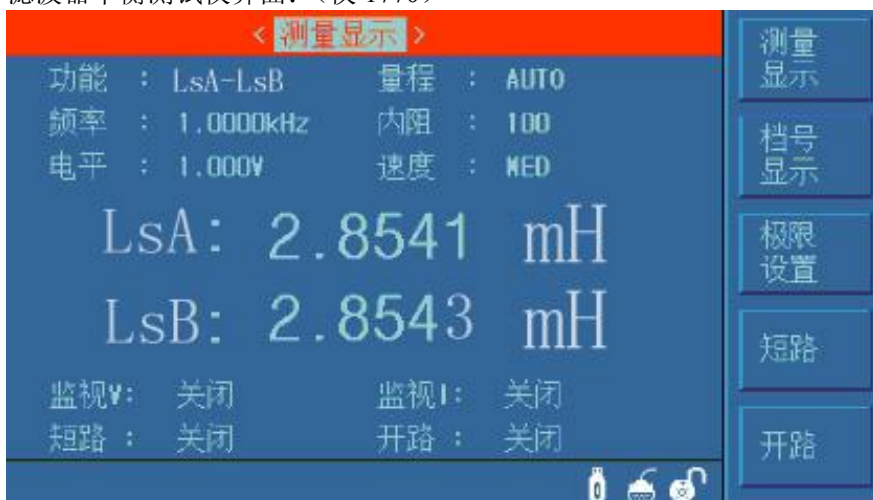 < 测量显示 >
功能 : LsA-LsB 量程 : AUTO
频率 : 1.0000kHz 内阻 : 100
电平 : 1.000V 速度 : MED
LsA: 2.8541 mH
LsB: 2.8543 mH
监视V: 关闭 监视I: 关闭
短路 : 关闭 开路 : 关闭
测量
显示
档号
显示
极限
设置
短路
开路